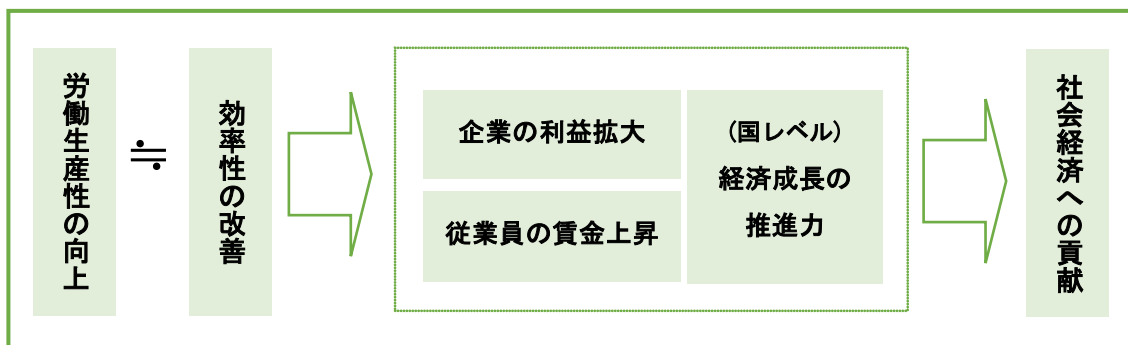 労働生産性の向上
≒
効率性の改善
企業の利益拡大
従業員の賃金上昇
(国レベル)
経済成長の
推進力
社会経済への貢献